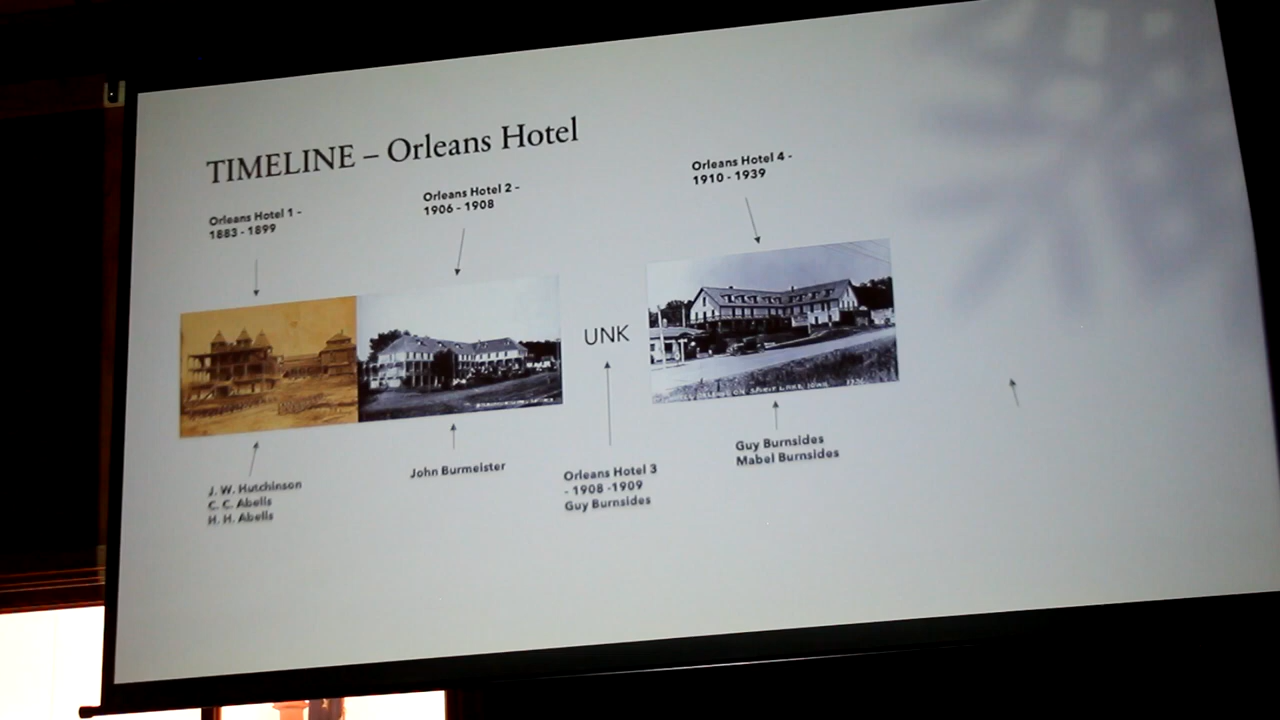 TIMELINE – Orleans Hotel
Orleans Hotel 1 -
1883 - 1899
Orleans Hotel 2 -
1906 - 1908
Orleans Hotel 4 -
1910 - 1939
UNK
J. W. Hutchinson
C. C. Abells
H. H. Abells
John Burmeister
Orleans Hotel 3
- 1908 -1909
Guy Burnsides
Guy Burnsides
Mabel Burnsides